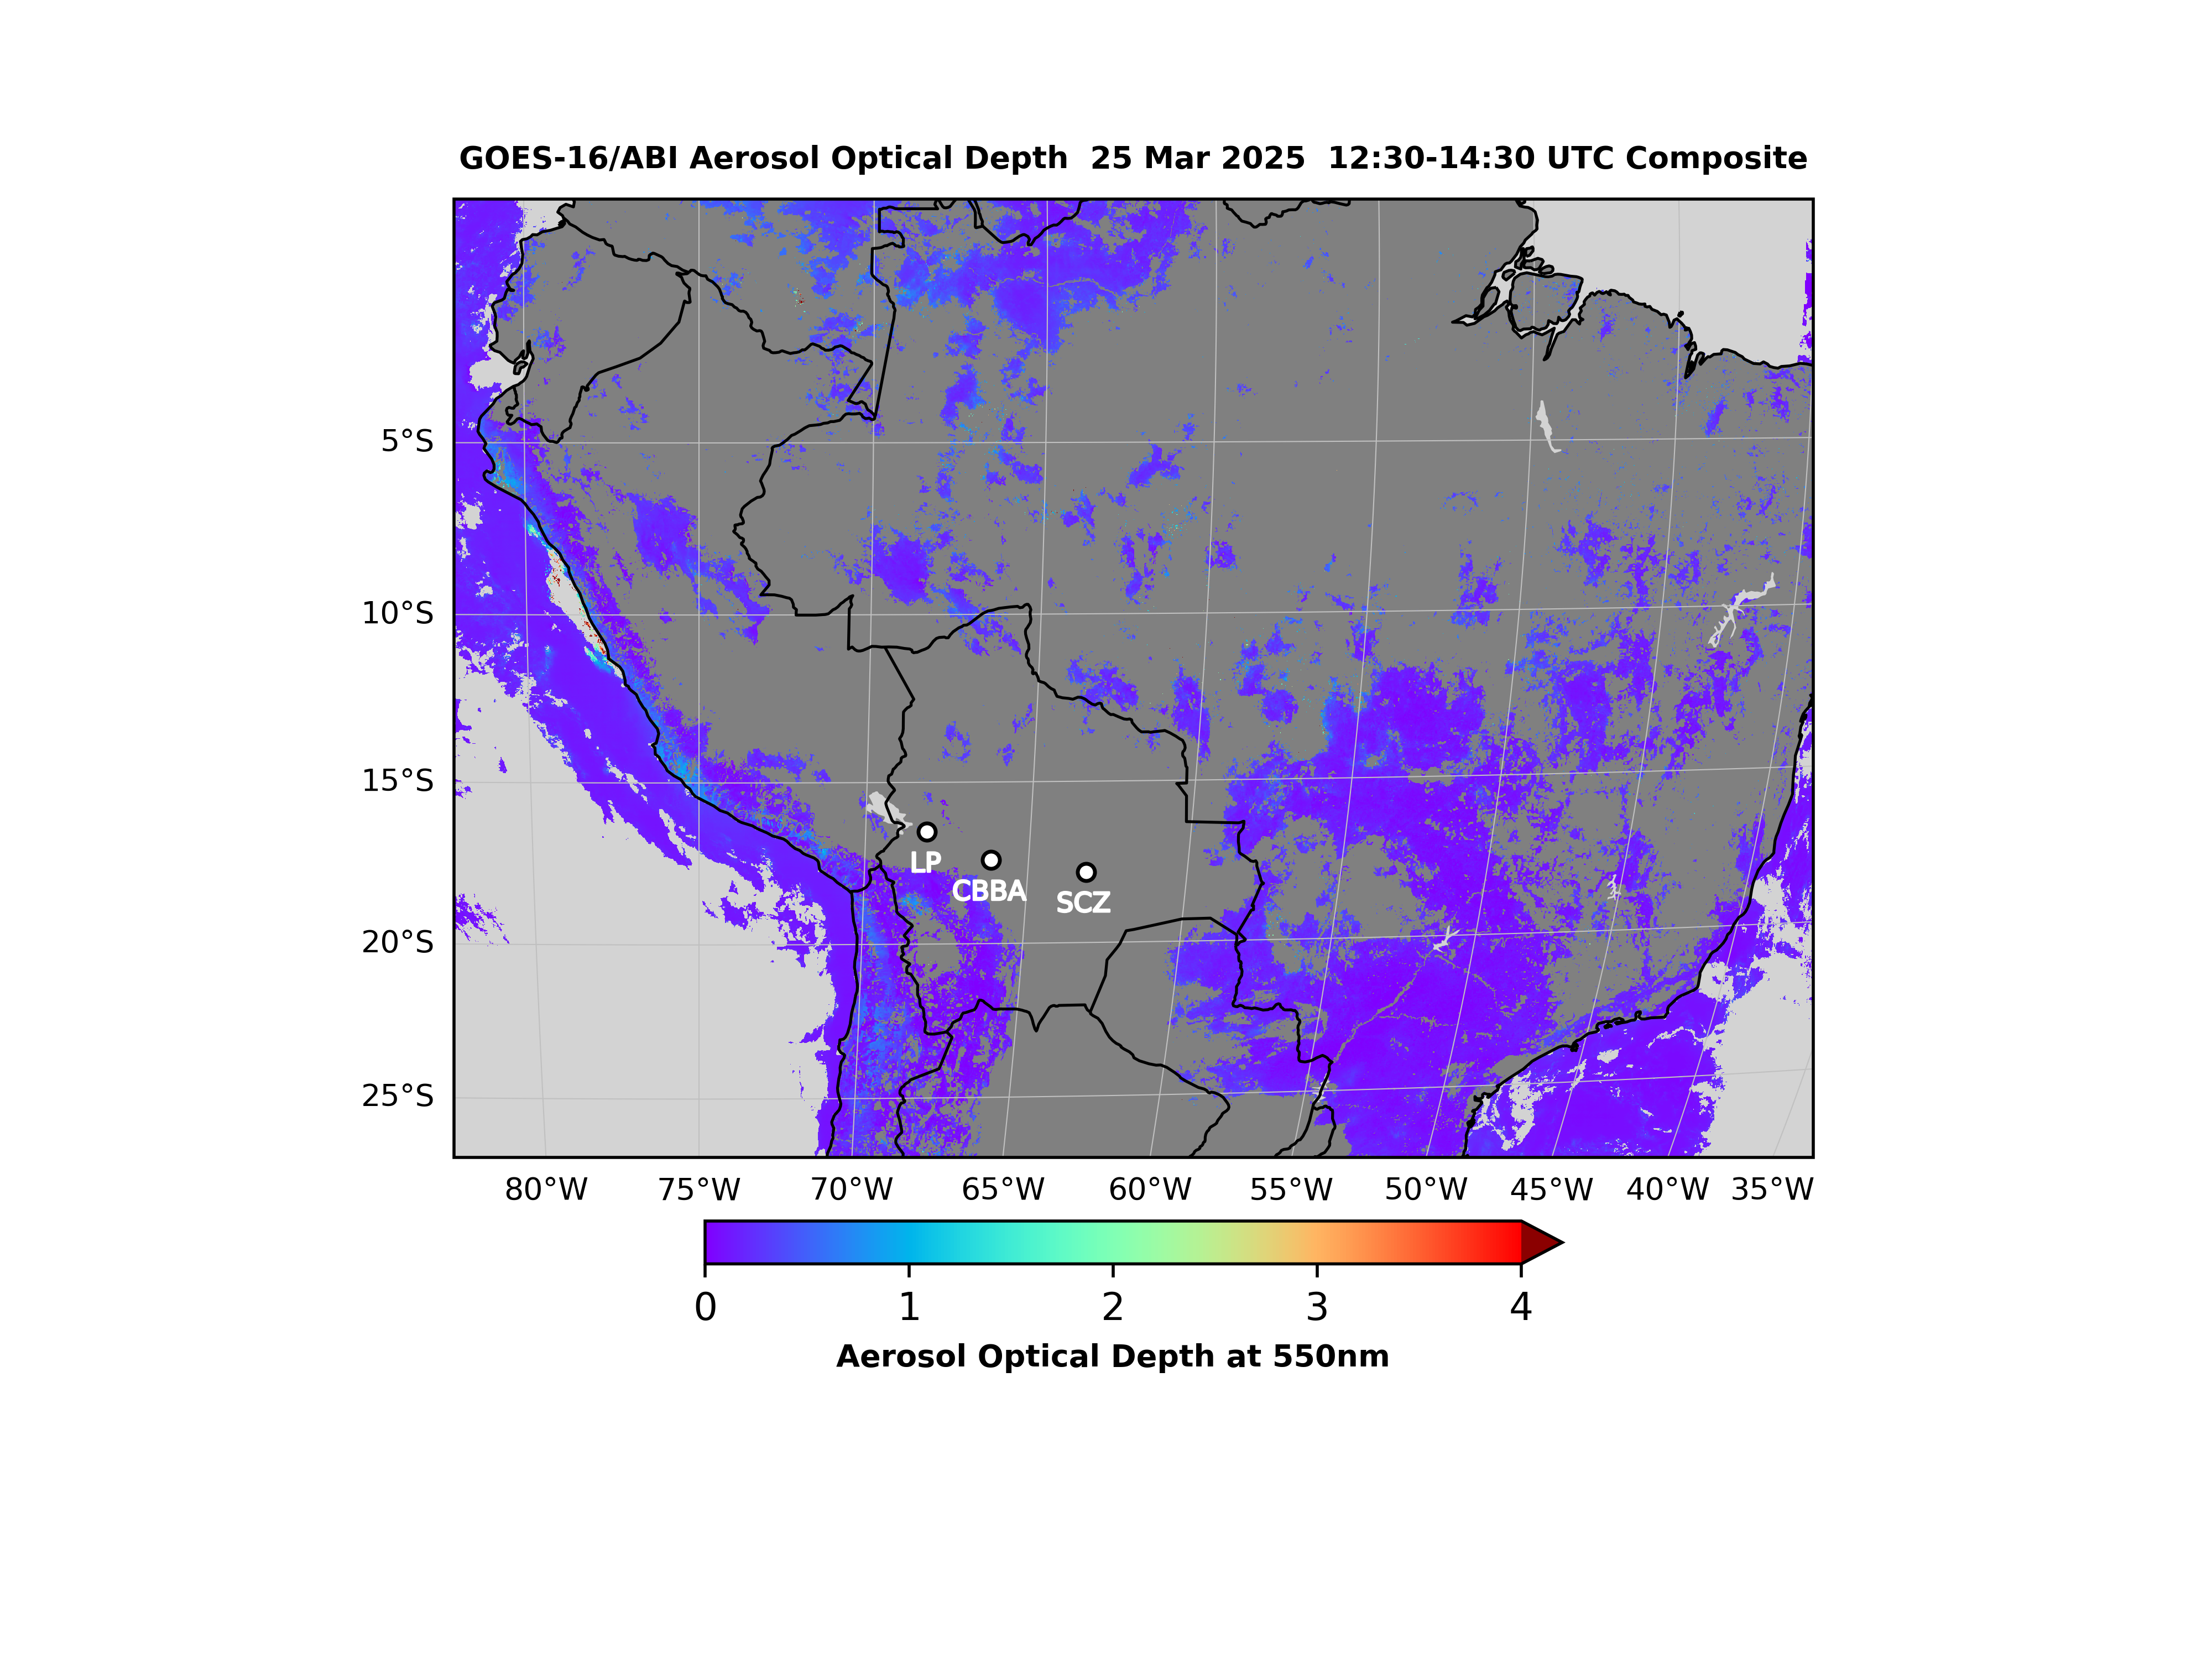 GOES-16/ABI Aerosol Optical Depth  25 Mar 2025  12:30-14:30 UTC Composite
5°S
10°S
15°S
LP
CBBA
SCZ
20°S
25°S
80°W 75°W 70°W 65°W 60°W 55°W 50°W 45°W 40°W 35°W
0 1 2 3 4
Aerosol Optical Depth at 550nm